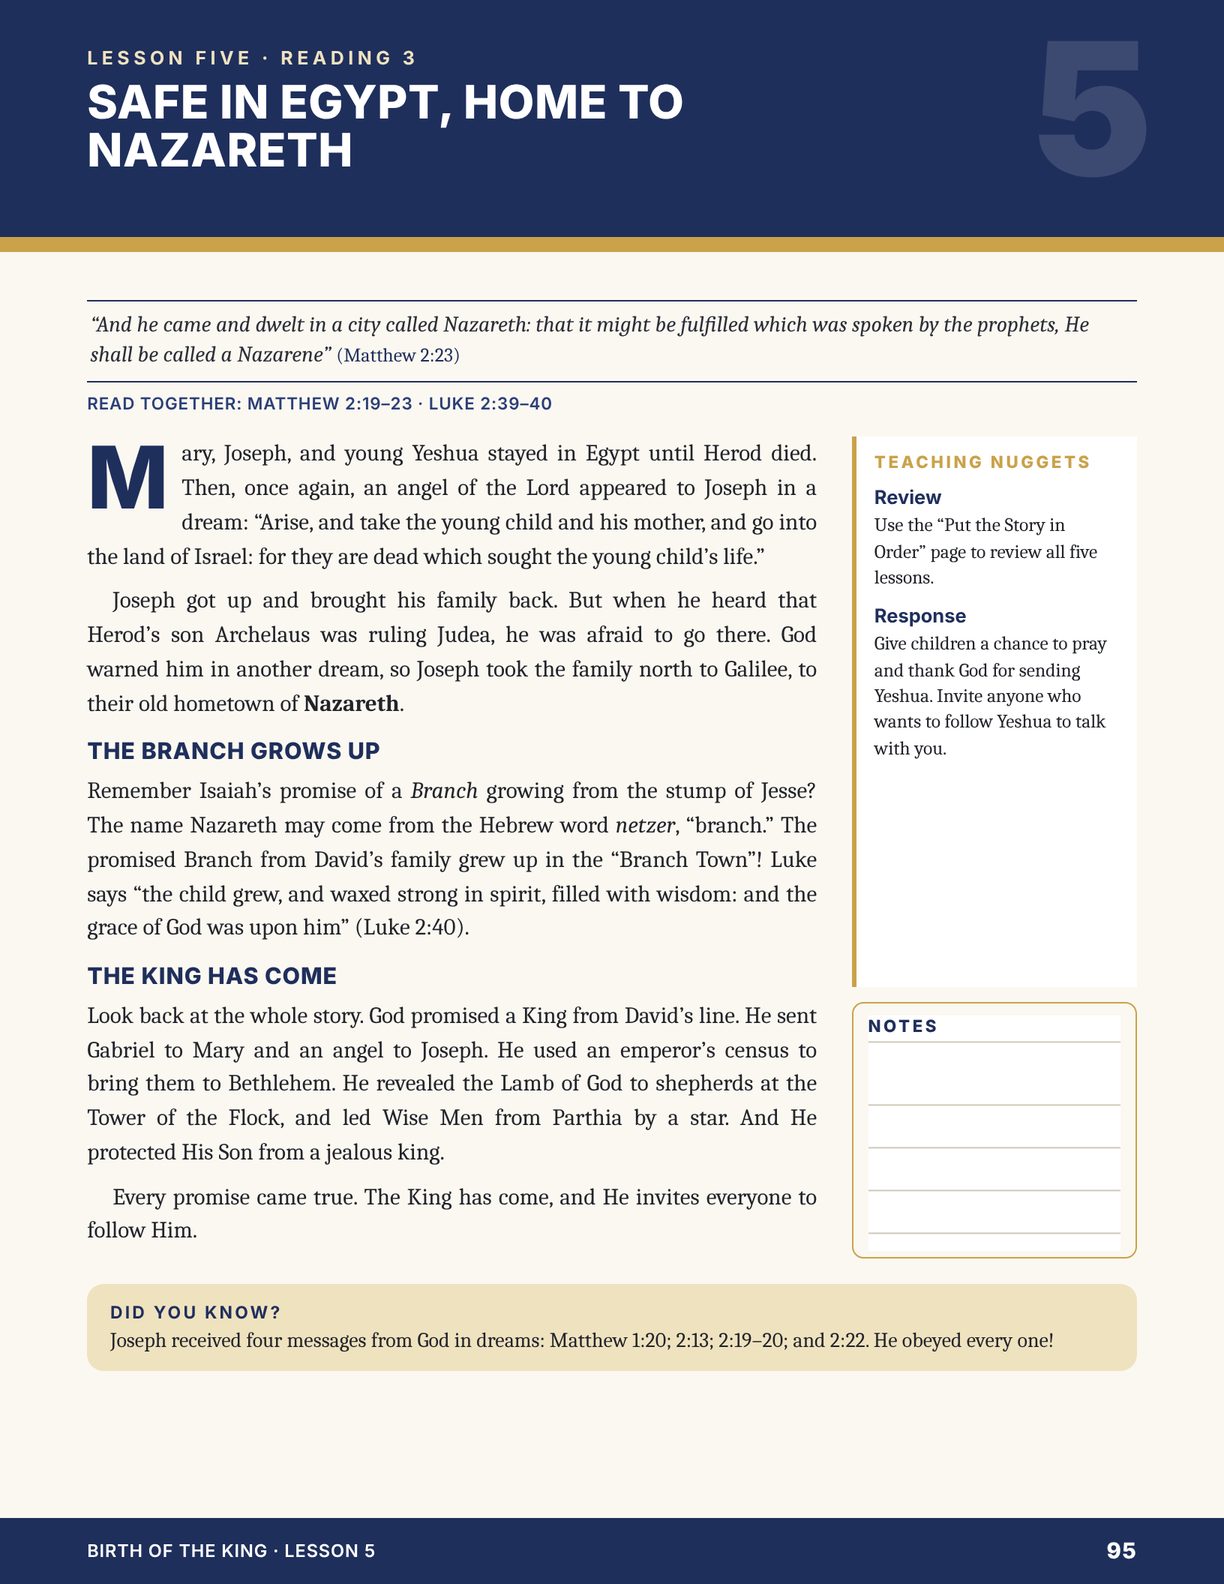 LESSON FIVE · READING 3
SAFE IN EGYPT, HOME TO
NAZARETH
5
“And he came and dwelt in a city called Nazareth: that it might be fulfilled which was spoken by the prophets, He
shall be called a Nazarene” (Matthew 2:23)
READ TOGETHER: MATTHEW 2:19–23 · LUKE 2:39–40
Mary, Joseph, and young Yeshua stayed in Egypt until Herod died.
Then, once again, an angel of the Lord appeared to Joseph in a
dream: “Arise, and take the young child and his mother, and go into
the land of Israel: for they are dead which sought the young child’s life.”
Joseph got up and brought his family back. But when he heard that
Herod’s son Archelaus was ruling Judea, he was afraid to go there. God
warned him in another dream, so Joseph took the family north to Galilee, to
their old hometown of Nazareth.
THE BRANCH GROWS UP
Remember Isaiah’s promise of a Branch growing from the stump of Jesse?
The name Nazareth may come from the Hebrew word netzer, “branch.” The
promised Branch from David’s family grew up in the “Branch Town”! Luke
says “the child grew, and waxed strong in spirit, filled with wisdom: and the
grace of God was upon him” (Luke 2:40).
THE KING HAS COME
Look back at the whole story. God promised a King from David’s line. He sent
Gabriel to Mary and an angel to Joseph. He used an emperor’s census to
bring them to Bethlehem. He revealed the Lamb of God to shepherds at the
Tower of the Flock, and led Wise Men from Parthia by a star. And He
protected His Son from a jealous king.
Every promise came true. The King has come, and He invites everyone to
follow Him.
TEACHING NUGGETS
Review
Use the “Put the Story in
Order” page to review all five
lessons.
Response
Give children a chance to pray
and thank God for sending
Yeshua. Invite anyone who
wants to follow Yeshua to talk
with you.
NOTES
DID YOU KNOW?
Joseph received four messages from God in dreams: Matthew 1:20; 2:13; 2:19–20; and 2:22. He obeyed every one!
BIRTH OF THE KING · LESSON 5
95